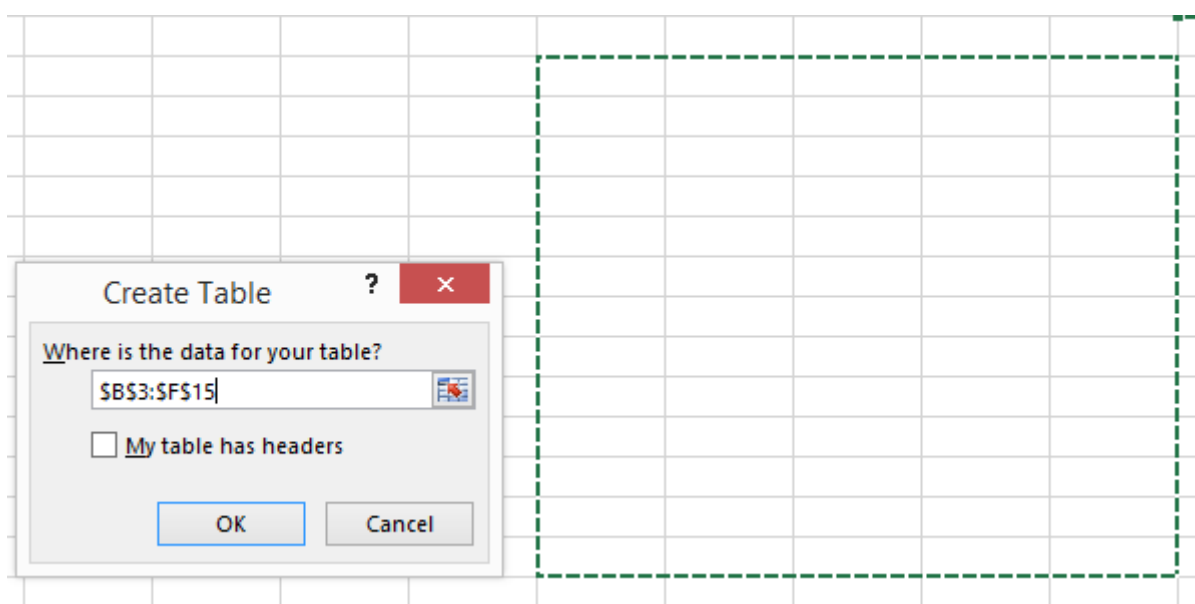 Create Table
?
Where is the data for your table?
$B$3:$F$15
My table has headers
OK
Cancel